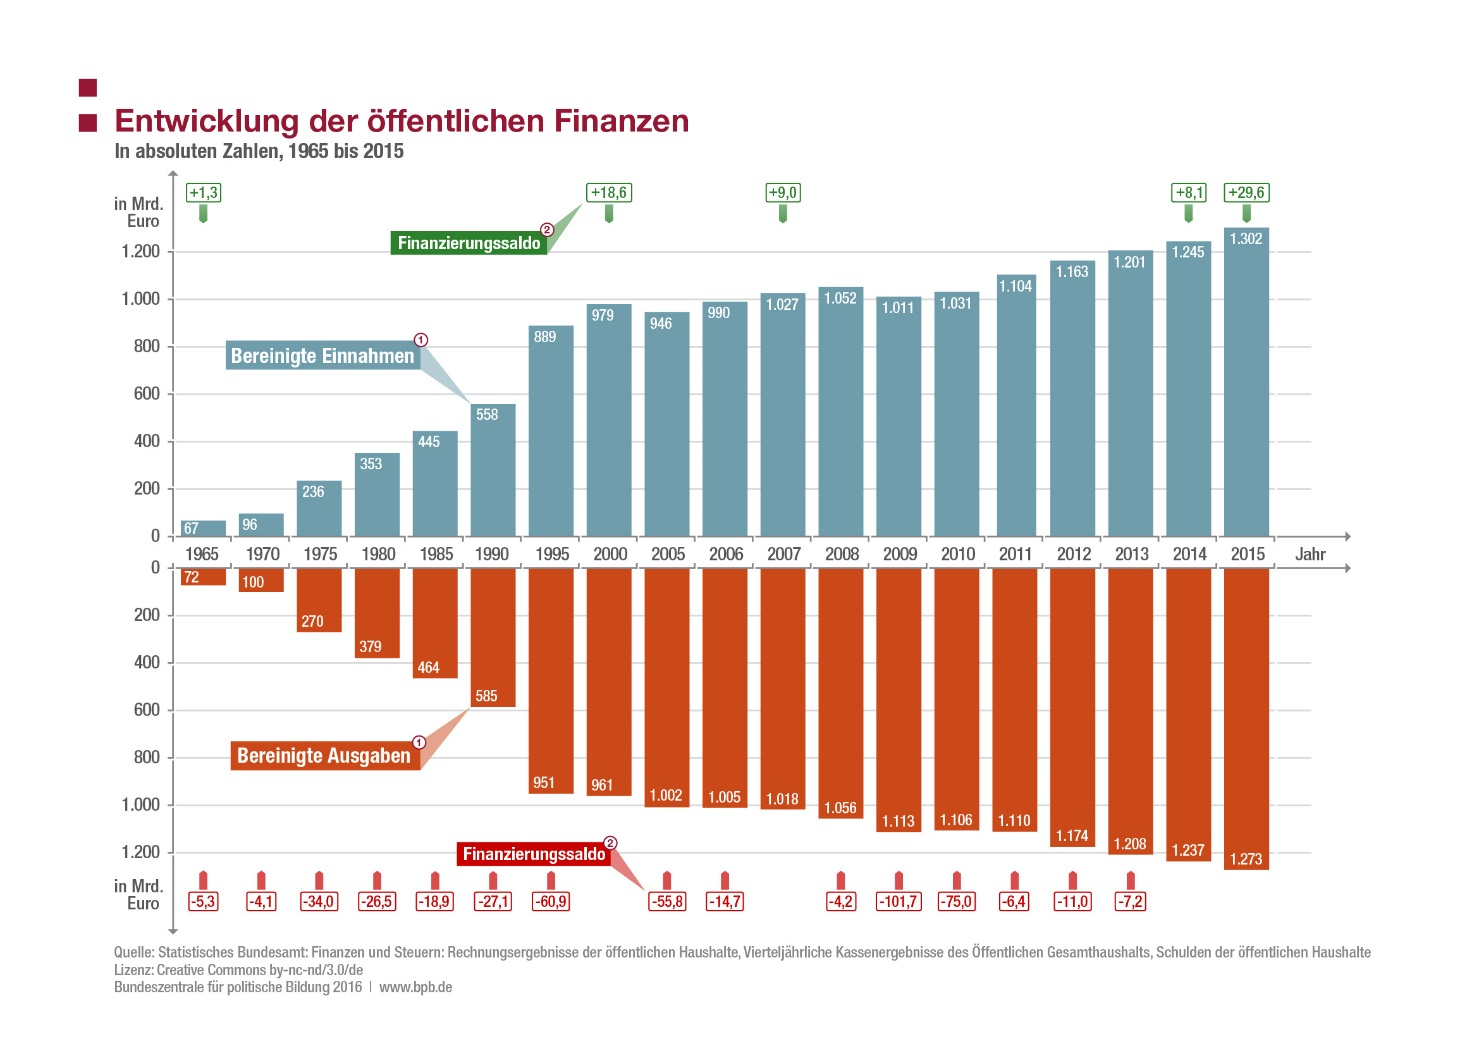 Entwicklung der öffentlichen Finanzen
In absoluten Zahlen, 1965 bis 2015
+1,3 +18,6 +9,0 +8,1 +29,6
in Mrd.
Euro
Finanzierungssaldo 2
1.200
1.000
800
600
400
200
0
Bereinigte Einnahmen 1
67 96 236 353 445 558 889 979 946 990 1.027 1.052 1.011 1.031 1.104 1.163 1.201 1.245 1.302
1965 1970 1975 1980 1985 1990 1995 2000 2005 2006 2007 2008 2009 2010 2011 2012 2013 2014 2015 Jahr
0
200
400
600
800
1.000
1.200
72 100 270 379 464 585 951 961 1.002 1.005 1.018 1.056 1.113 1.106 1.110 1.174 1.208 1.237 1.273
Bereinigte Ausgaben 1
Finanzierungssaldo 2
in Mrd.
Euro
-5,3 -4,1 -34,0 -26,5 -18,9 -27,1 -60,9 -55,8 -14,7 -4,2 -101,7 -75,0 -6,4 -11,0 -7,2
Quelle: Statistisches Bundesamt: Finanzen und Steuern: Rechnungsergebnisse der öffentlichen Haushalte, Vierteljährliche Kassenergebnisse des Öffentlichen Gesamthaushalts, Schulden der öffentlichen Haushalte
Lizenz: Creative Commons by-nc-nd/3.0/de
Bundeszentrale für politische Bildung 2016 | www.bpb.de